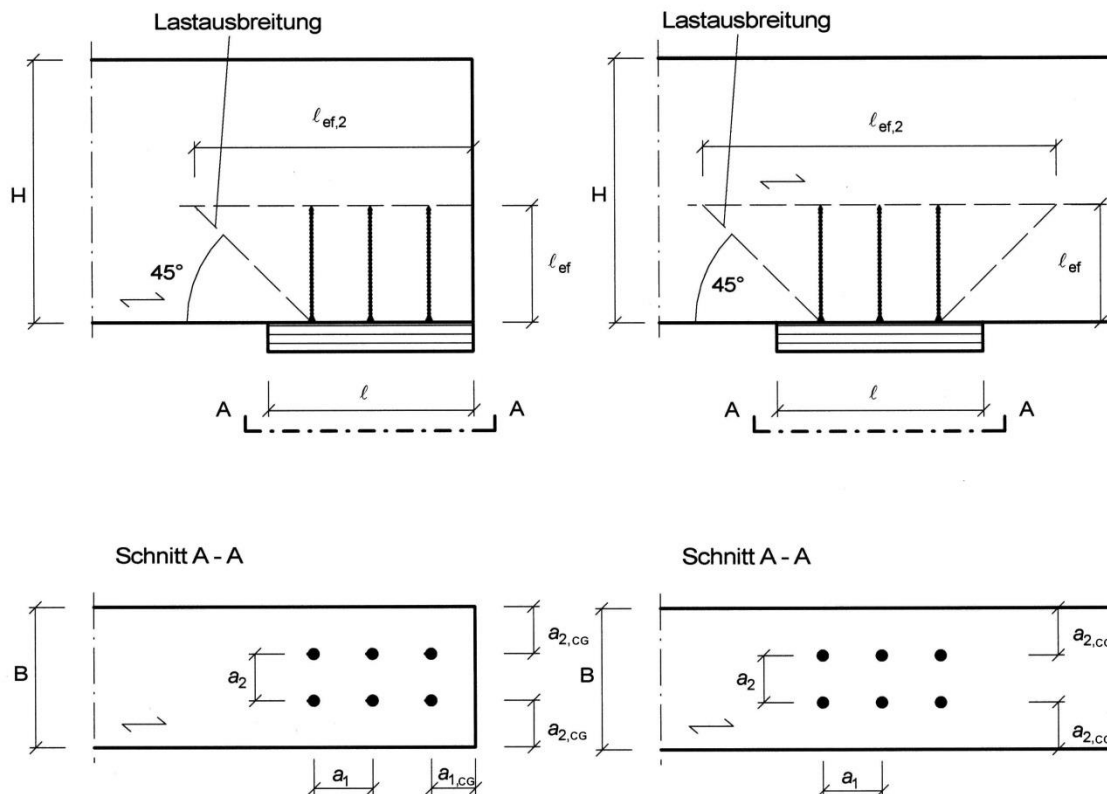 Lastausbreitung
ℓef,2
H
45°
ℓef
ℓ
A A
Lastausbreitung
ℓef,2
H
45°
ℓef
ℓ
A A
Schnitt A - A
B
a2
a2,CG
a2,CG
a1
a1,CG
Schnitt A - A
B
a2
a2,CG
a2,CG
a1